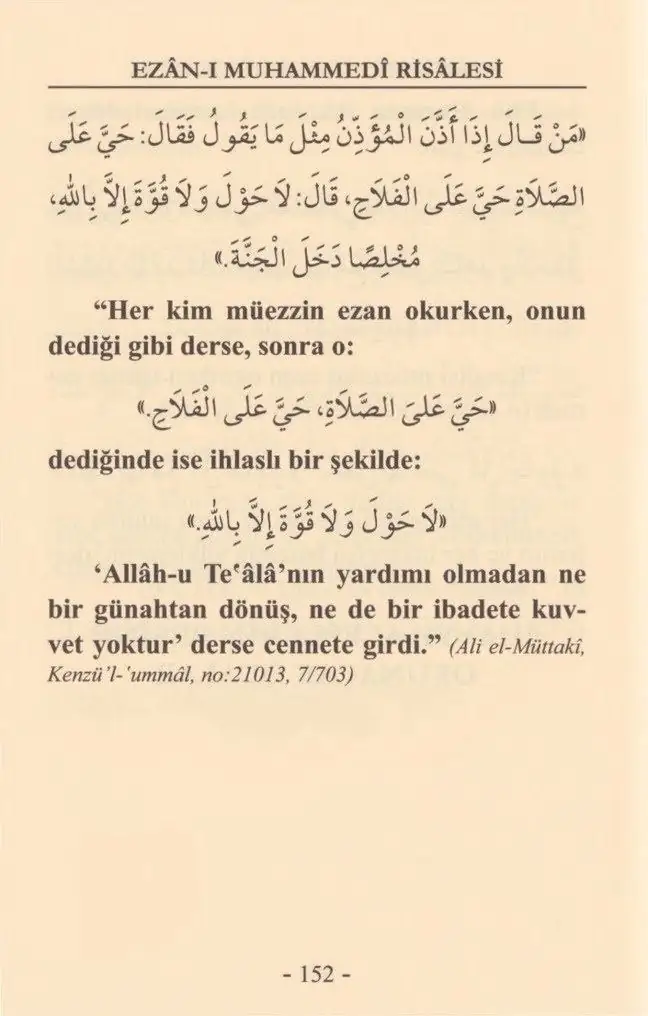 EZÂN-I MUHAMMEDÎ RİSÂLESİ
«مَنْ قَالَ إِذَا أَذَّنَ الْمُؤَذِّنُ مِثْلَ مَا يَقُولُ فَقَالَ: حَيَّ عَلَى
الصَّلَاةِ حَيَّ عَلَى الْفَلَاحِ، قَالَ: لَا حَوْلَ وَلَا قُوَّةَ إِلَّا بِاللهِ،
مُخْلِصًا دَخَلَ الْجَنَّةَ.»
“Her kim müezzin ezan okurken, onun
dediği gibi derse, sonra o:
«حَيَّ عَلىَ الصَّلَاةِ، حَيَّ عَلَى الْفَلَاحِ.»
dediğinde ise ihlaslı bir şekilde:
«لَا حَوْلَ وَلَا قُوَّةَ إِلَّا بِاللهِ.»
‘Allâh-u Teʿâlâ’nın yardımı olmadan ne
bir günahtan dönüş, ne de bir ibadete kuv-
vet yoktur’ derse cennete girdi.” (Ali el-Müttakî,
Kenzü’l-ʿummâl, no:21013, 7/703)
- 152 -